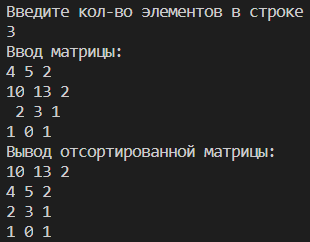 Введите кол-во элементов в строке
3
Ввод матрицы:
4 5 2
10 13 2
 2 3 1
1 0 1
Вывод отсортированной матрицы:
10 13 2
4 5 2
2 3 1
1 0 1